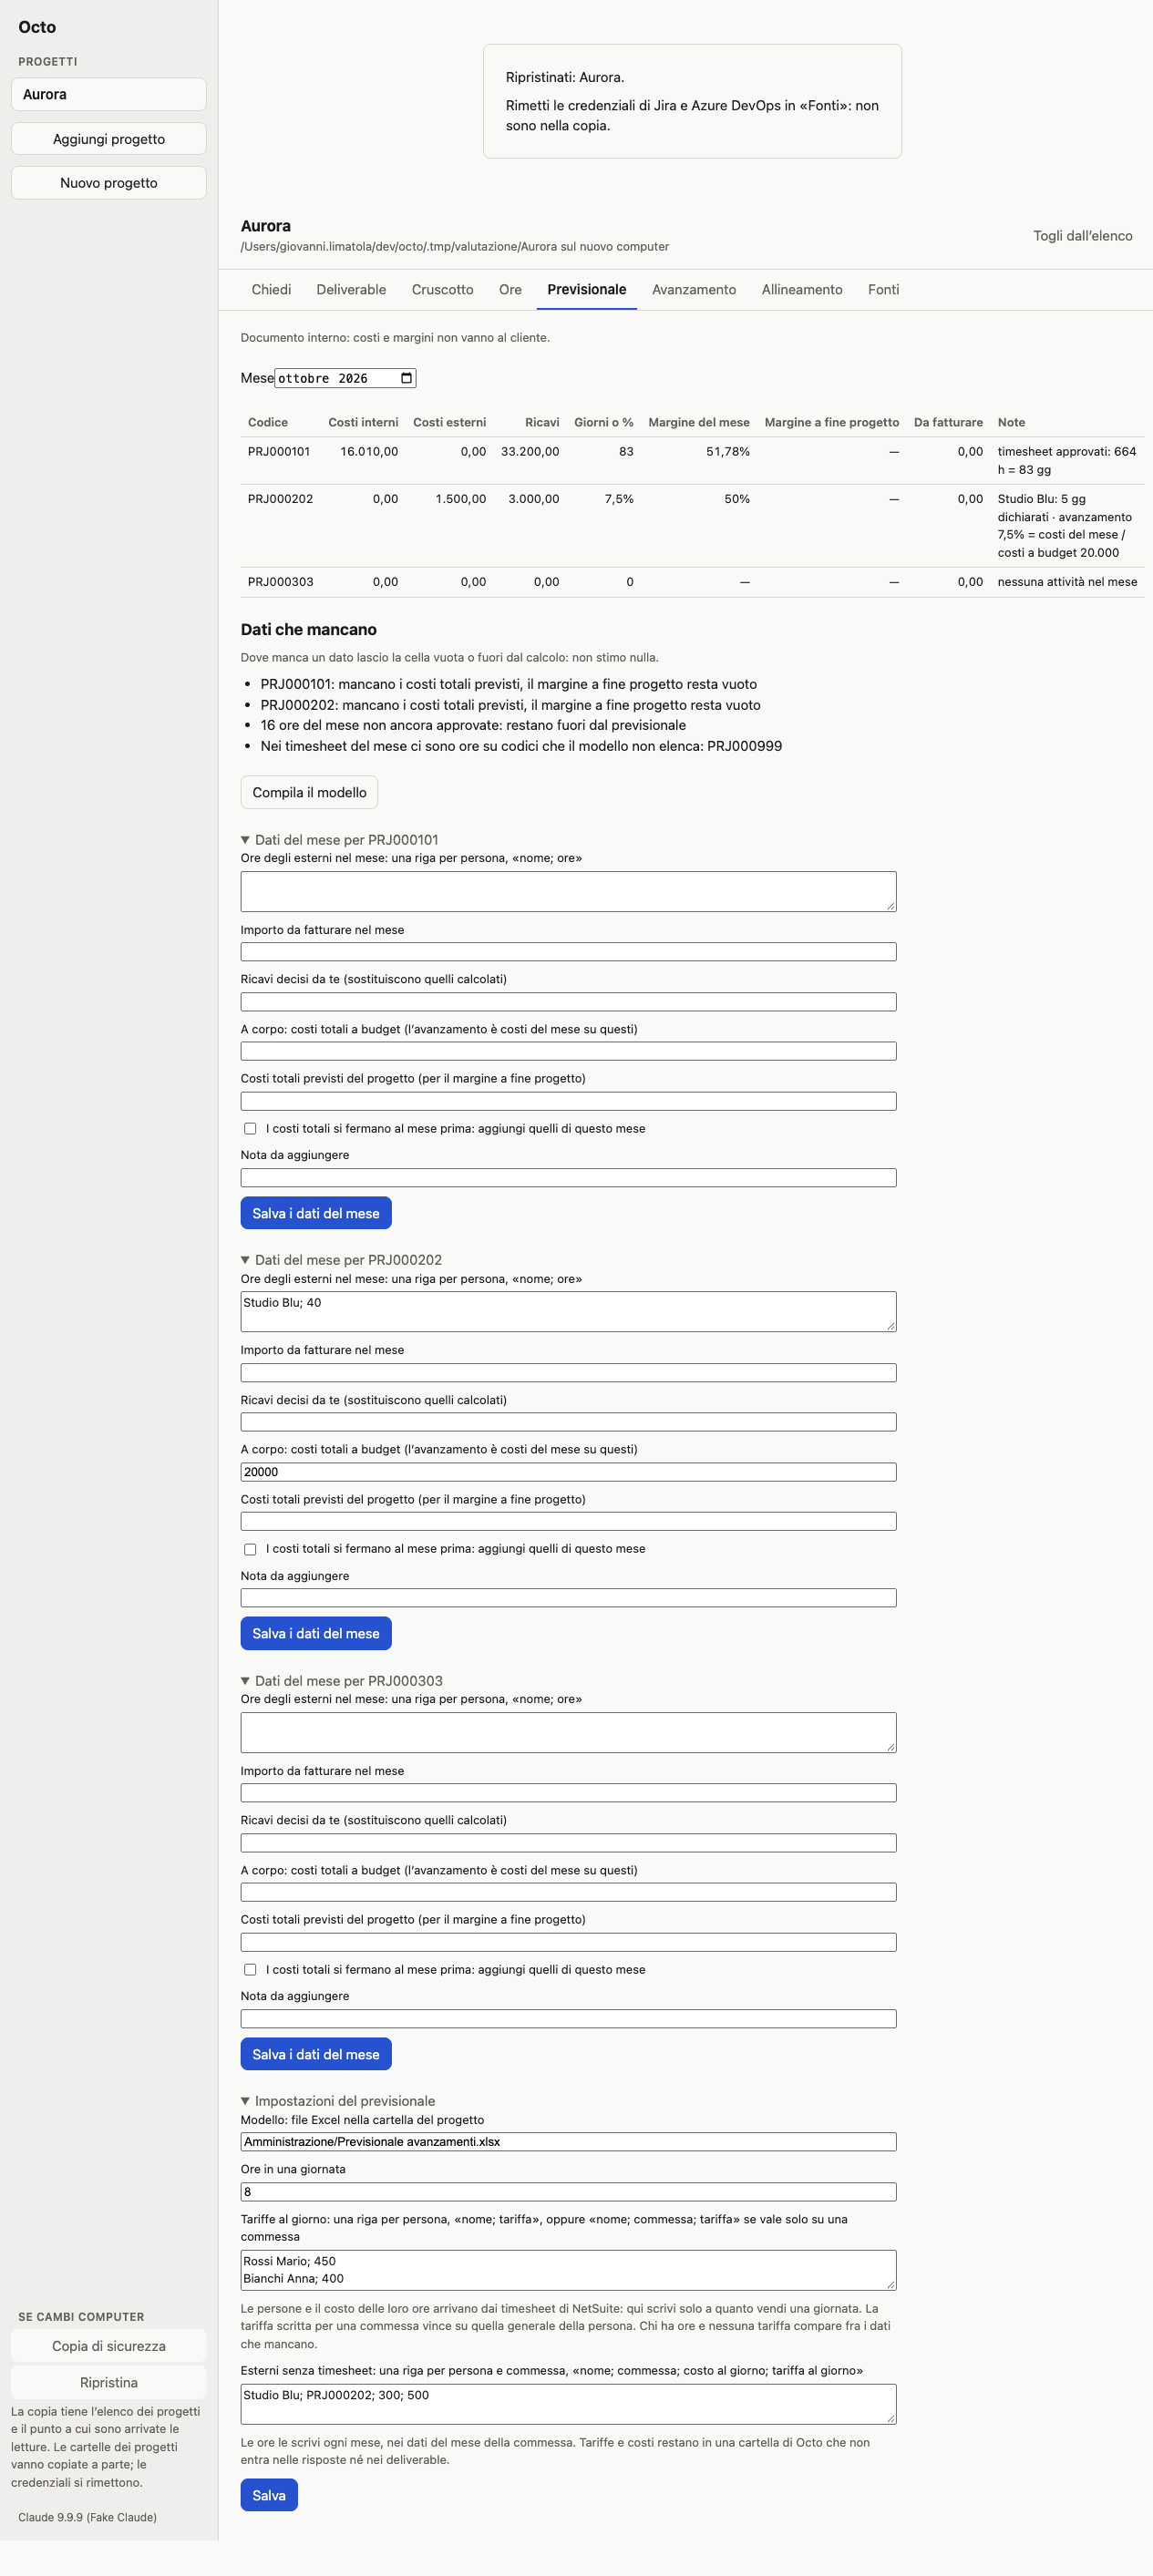 Octo
PROGETTI
Aurora
Aggiungi progetto
Nuovo progetto
Ripristinati: Aurora.
Rimetti le credenziali di Jira e Azure DevOps in «Fonti»: non
sono nella copia.
Aurora
/Users/giovanni.limatola/dev/octo/.tmp/valutazione/Aurora sul nuovo computer
Togli dall'elenco
Chiedi Deliverable Cruscotto Ore Previsionale Avanzamento Allineamento Fonti
Documento interno: costi e margini non vanno al cliente.
Mese ottobre 2026
Codice Costi interni Costi esterni Ricavi Giorni o % Margine del mese Margine a fine progetto Da fatturare Note
PRJ000101 16.010,00 0,00 33.200,00 83 51,78% — 0,00 timesheet approvati: 664
h = 83 gg
PRJ000202 0,00 1.500,00 3.000,00 7,5% 50% — 0,00 Studio Blu: 5 gg
dichiarati · avanzamento
7,5% = costi del mese /
costi a budget 20.000
PRJ000303 0,00 0,00 0,00 0 — — 0,00 nessuna attività nel mese
Dati che mancano
Dove manca un dato lascio la cella vuota o fuori dal calcolo: non stimo nulla.
• PRJ000101: mancano i costi totali previsti, il margine a fine progetto resta vuoto
• PRJ000202: mancano i costi totali previsti, il margine a fine progetto resta vuoto
• 16 ore del mese non ancora approvate: restano fuori dal previsionale
• Nei timesheet del mese ci sono ore su codici che il modello non elenca: PRJ000999
Compila il modello
▼ Dati del mese per PRJ000101
Ore degli esterni nel mese: una riga per persona, «nome; ore»
Importo da fatturare nel mese
Ricavi decisi da te (sostituiscono quelli calcolati)
A corpo: costi totali a budget (l'avanzamento è costi del mese su questi)
Costi totali previsti del progetto (per il margine a fine progetto)
I costi totali si fermano al mese prima: aggiungi quelli di questo mese
Nota da aggiungere
Salva i dati del mese
▼ Dati del mese per PRJ000202
Ore degli esterni nel mese: una riga per persona, «nome; ore»
Studio Blu; 40
Importo da fatturare nel mese
Ricavi decisi da te (sostituiscono quelli calcolati)
A corpo: costi totali a budget (l'avanzamento è costi del mese su questi)
20000
Costi totali previsti del progetto (per il margine a fine progetto)
I costi totali si fermano al mese prima: aggiungi quelli di questo mese
Nota da aggiungere
Salva i dati del mese
▼ Dati del mese per PRJ000303
Ore degli esterni nel mese: una riga per persona, «nome; ore»
Importo da fatturare nel mese
Ricavi decisi da te (sostituiscono quelli calcolati)
A corpo: costi totali a budget (l'avanzamento è costi del mese su questi)
Costi totali previsti del progetto (per il margine a fine progetto)
I costi totali si fermano al mese prima: aggiungi quelli di questo mese
Nota da aggiungere
Salva i dati del mese
▼ Impostazioni del previsionale
Modello: file Excel nella cartella del progetto
Amministrazione/Previsionale avanzamenti.xlsx
Ore in una giornata
8
Tariffe al giorno: una riga per persona, «nome; tariffa», oppure «nome; commessa; tariffa» se vale solo su una
commessa
Rossi Mario; 450
Bianchi Anna; 400
Le persone e il costo delle loro ore arrivano dai timesheet di NetSuite: qui scrivi solo a quanto vendi una giornata. La
tariffa scritta per una commessa vince su quella generale della persona. Chi ha ore e nessuna tariffa compare fra i dati
che mancano.
Esterni senza timesheet: una riga per persona e commessa, «nome; commessa; costo al giorno; tariffa al giorno»
Studio Blu; PRJ000202; 300; 500
Le ore le scrivi ogni mese, nei dati del mese della commessa. Tariffe e costi restano in una cartella di Octo che non
entra nelle risposte né nei deliverable.
Salva
SE CAMBI COMPUTER
Copia di sicurezza
Ripristina
La copia tiene l'elenco dei progetti
e il punto a cui sono arrivate le
letture. Le cartelle dei progetti
vanno copiate a parte; le
credenziali si rimettono.
Claude 9.9.9 (Fake Claude)